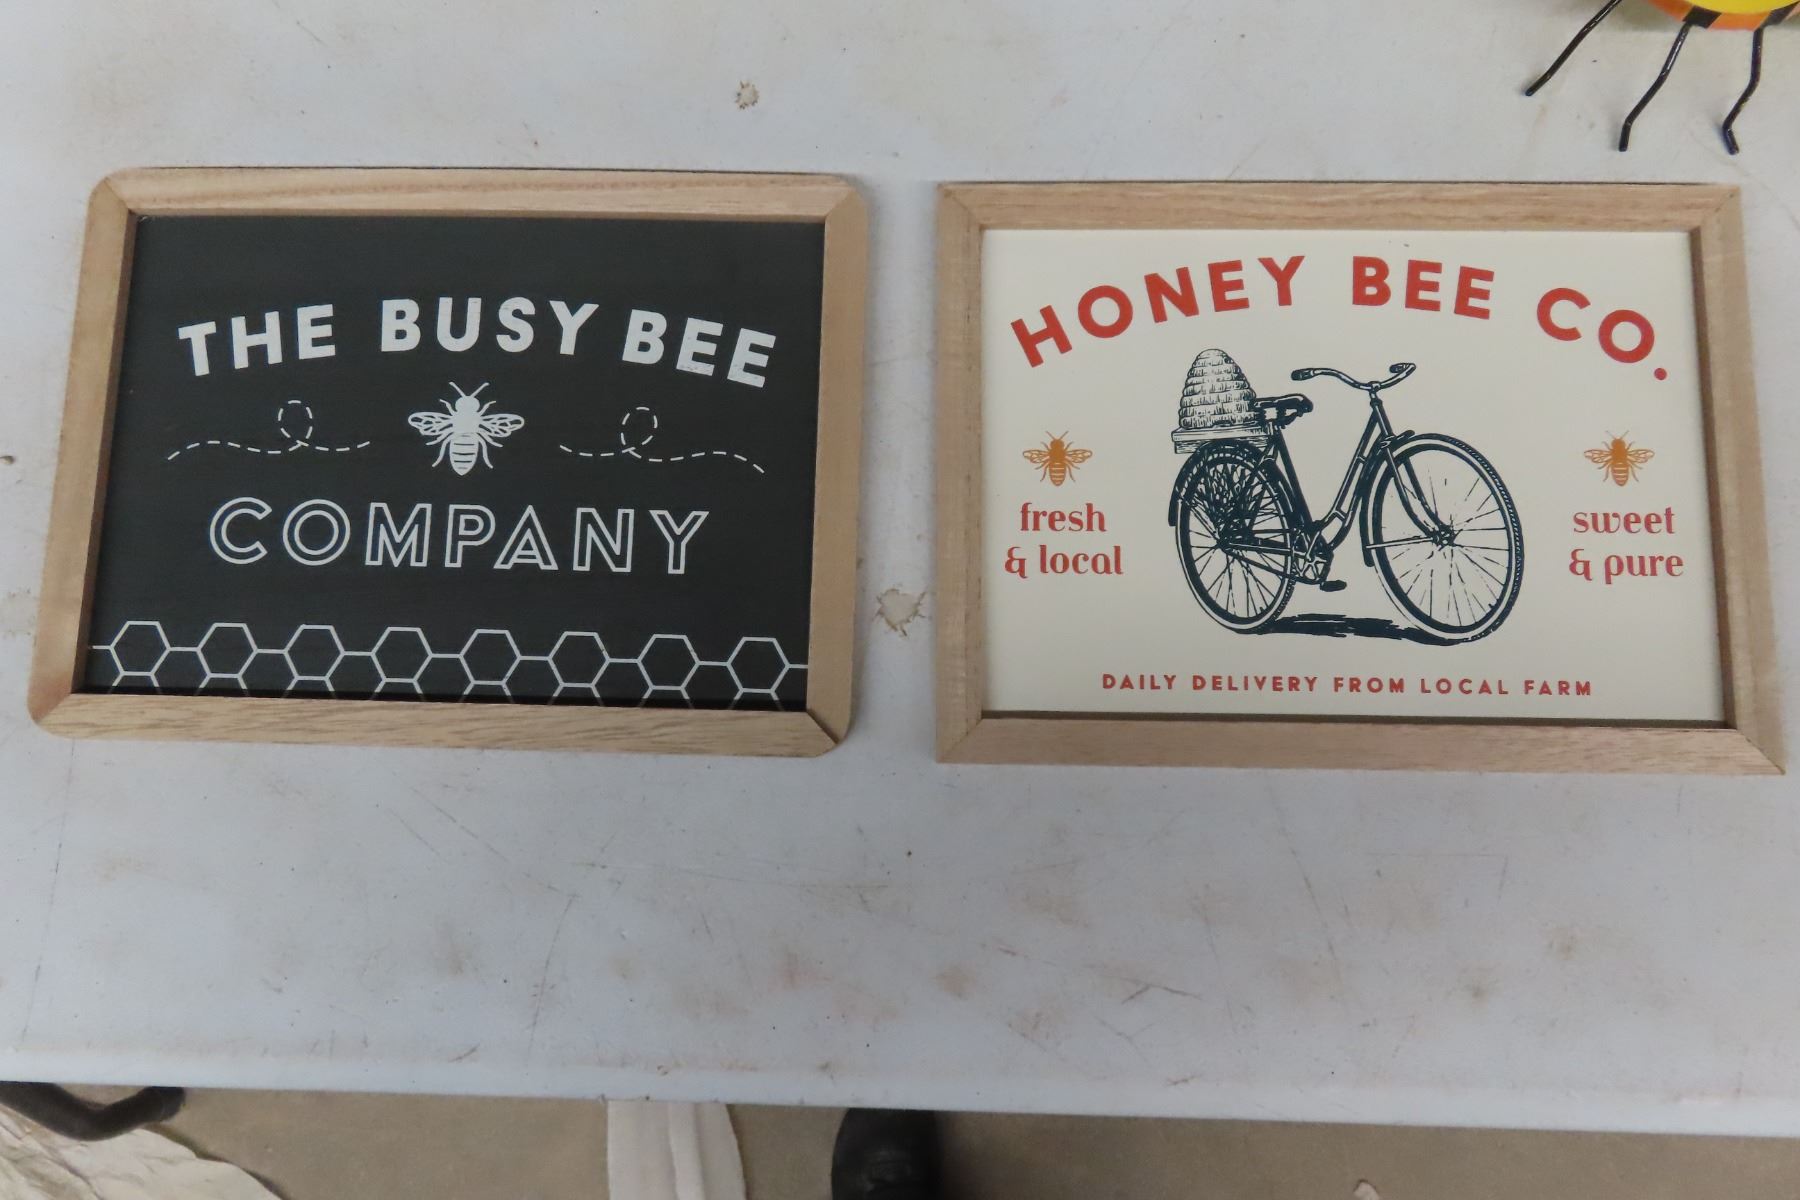 THE BUSY BEE
COMPANY
HONEY BEE CO.
fresh
& local
sweet
& pure
DAILY DELIVERY FROM LOCAL FARM